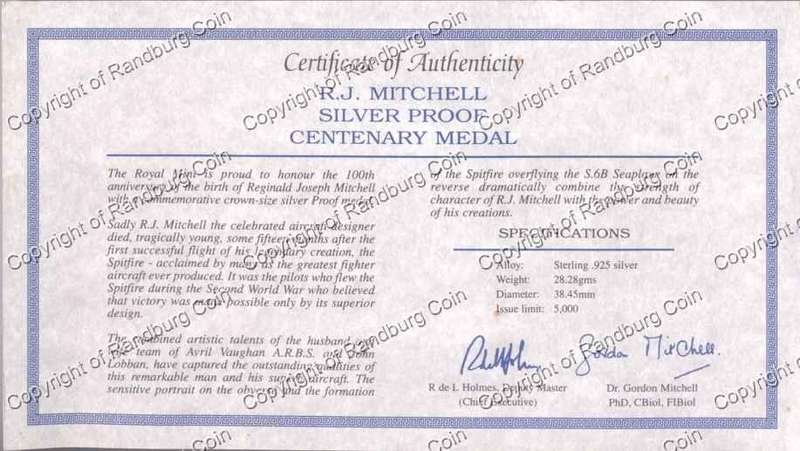 Certificate of Authenticity
R.J. MITCHELL
SILVER PROOF
CENTENARY MEDAL
The Royal Mint is proud to honour the 100th
anniversary of the birth of Reginald Joseph Mitchell
with a commemorative crown-size silver Proof medal.
Sadly R.J. Mitchell the celebrated aircraft designer
died, tragically young, some fifteen months after the
first successful flight of his legendary creation, the
Spitfire - acclaimed by many as the greatest fighter
aircraft ever produced. It was the pilots who flew the
Spitfire during the Second World War who believed
that victory was made possible only by its superior
design.
The combined artistic talents of the husband and
wife team of Avril Vaughan A.R.B.S. and John
Lobban, have captured the outstanding qualities of
this remarkable man and his superb aircraft. The
sensitive portrait on the obverse and the formation
of the Spitfire overflying the S.6B Seaplane on the
reverse dramatically combine the strength of
character of R.J. Mitchell with the power and beauty
of his creations.
SPECIFICATIONS
Alloy: Sterling .925 silver
Weight: 28.28gms
Diameter: 38.45mm
Issue limit: 5,000
Gordon Mitchell.
R de L Holmes, Deputy Master
(Chief Executive)
Dr. Gordon Mitchell
PhD, CBiol, FIBiol
Copyright of Randburg Coin